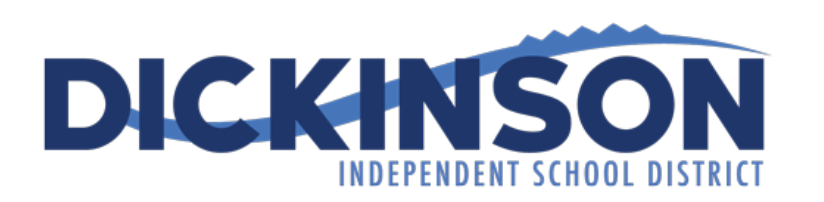 DICKINSON
INDEPENDENT SCHOOL DISTRICT